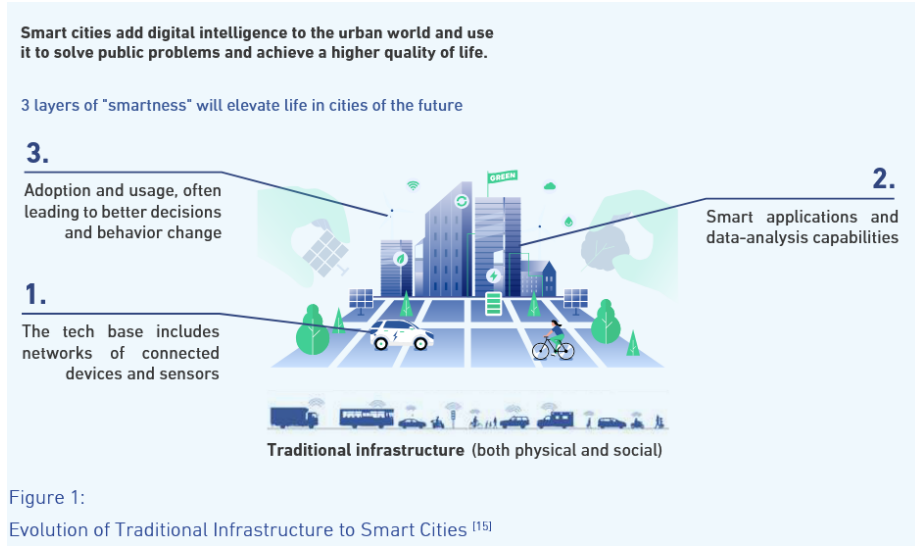 Smart cities add digital intelligence to the urban world and use
it to solve public problems and achieve a higher quality of life.
3 layers of "smartness" will elevate life in cities of the future
3.
Adoption and usage, often
leading to better decisions
and behavior change
GREEN
2.
Smart applications and
data-analysis capabilities
1.
The tech base includes
networks of connected
devices and sensors
Traditional infrastructure (both physical and social)
Figure 1:
Evolution of Traditional Infrastructure to Smart Cities [15]